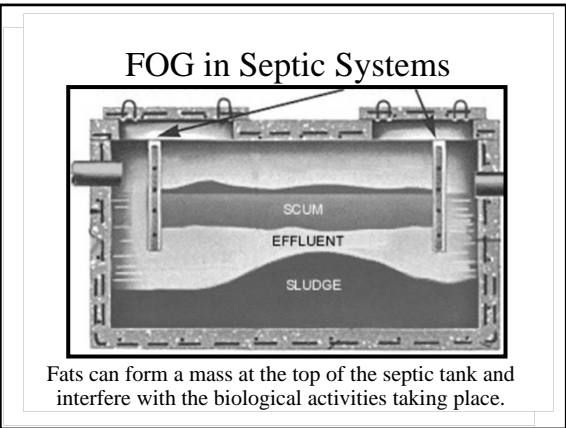 FOG in Septic Systems
SCUM
EFFLUENT
SLUDGE
Fats can form a mass at the top of the septic tank and
interfere with the biological activities taking place.